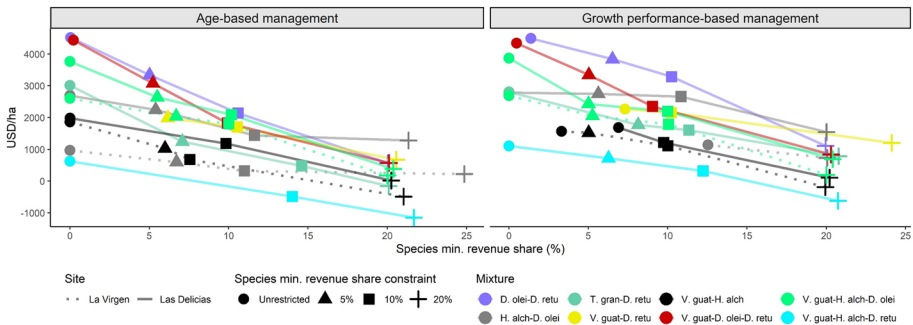 Age-based management
Growth performance-based management
USD/ha
4000
3000
2000
1000
0
-1000
0 5 10 15 20 25
0 5 10 15 20 25
Species min. revenue share (%)
Site
La Virgen
Las Delicias
Species min. revenue share constraint
Unrestricted
5%
10%
20%
Mixture
D. olei-D. retu
T. gran-D. retu
V. guat-H. alch
V. guat-H. alch-D. olei
H. alch-D. olei
V. guat-D. retu
V. guat-D. olei-D. retu
V. guat-H. alch-D. retu